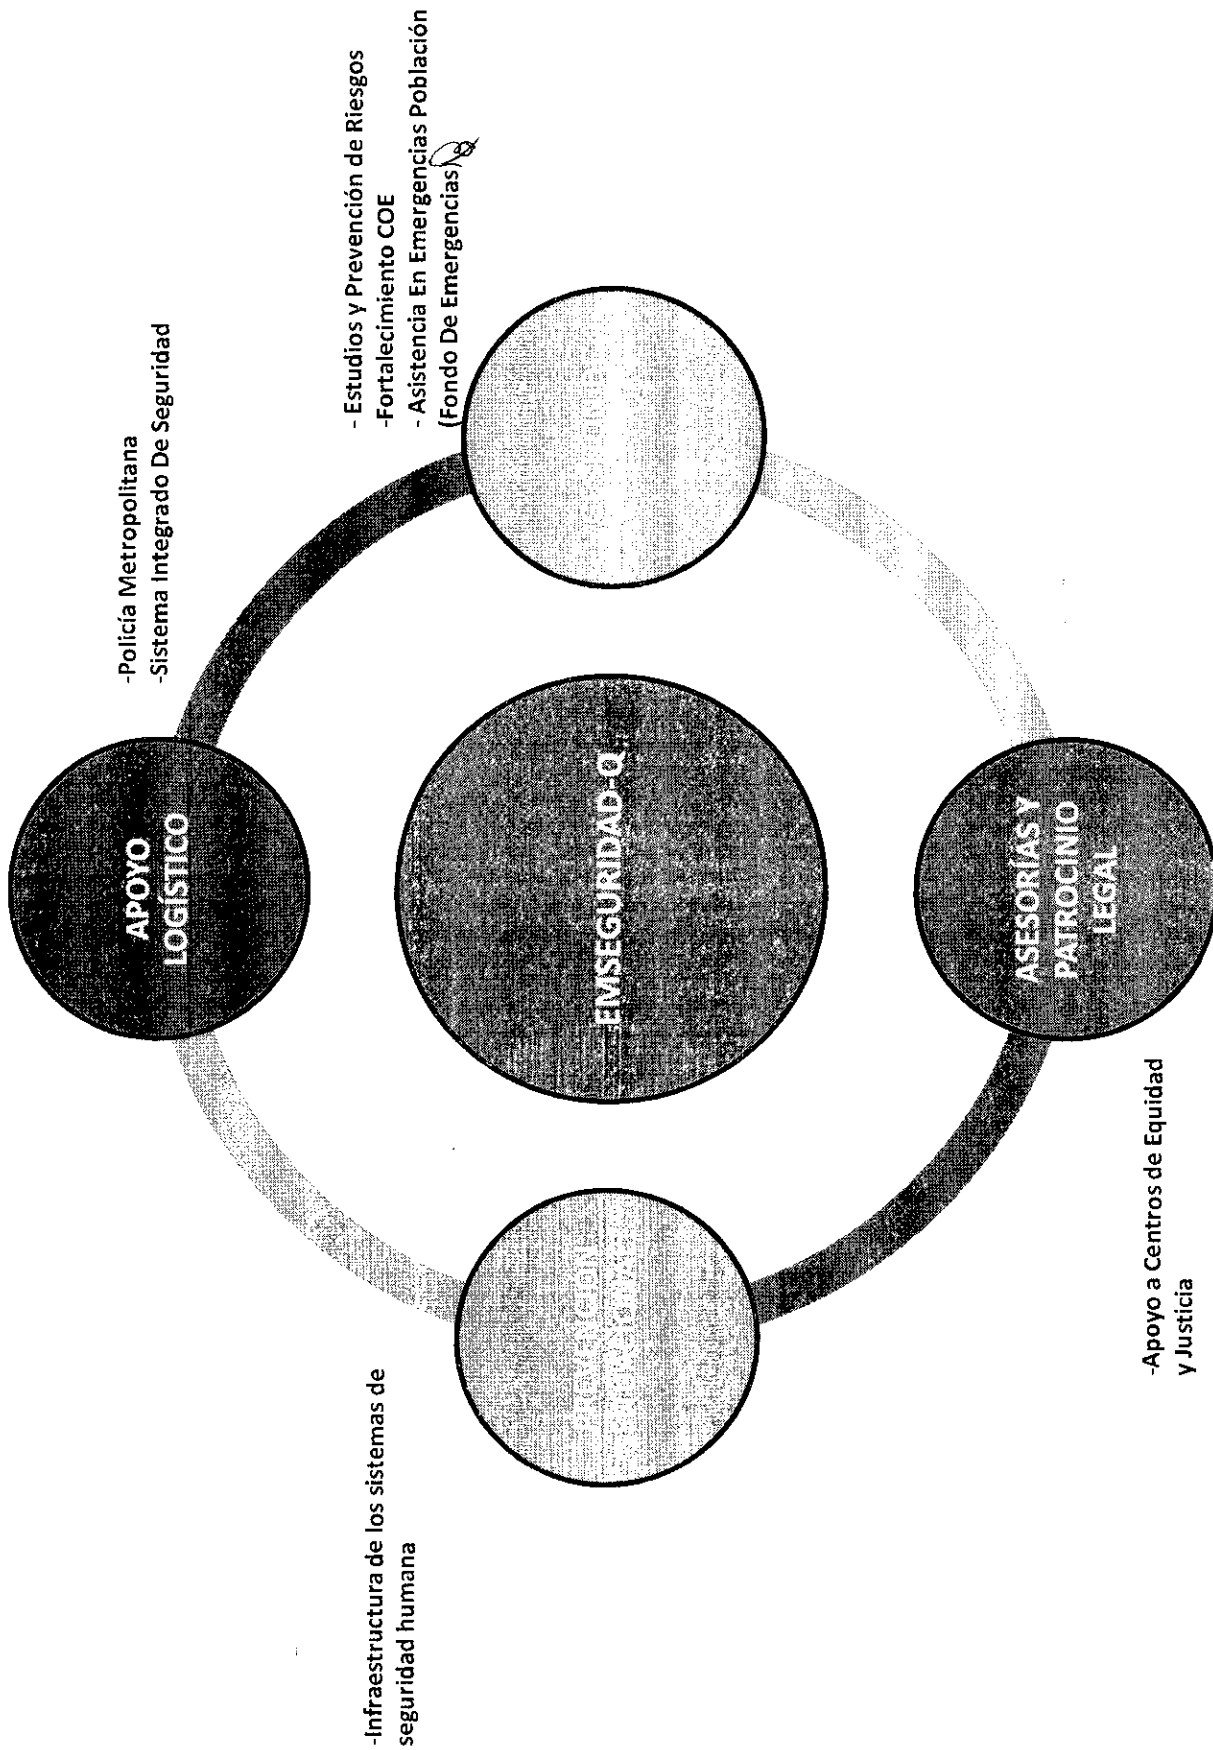 APOYO
LOGÍSTICO
-Policía Metropolitana
-Sistema Integrado De Seguridad
- Estudios y Prevención de Riesgos
-Fortalecimiento COE
- Asistencia En Emergencias Población
(Fondo De Emergencias)
EMSEGURIDAD-Q
-Infraestructura de los sistemas de
seguridad humana
ASESORÍAS Y
PATROCINIO
LEGAL
-Apoyo a Centros de Equidad
y Justicia